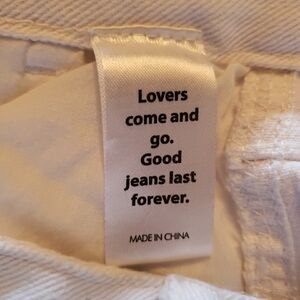 Lovers
come and
go.
Good
jeans last
forever.
MADE IN CHINA